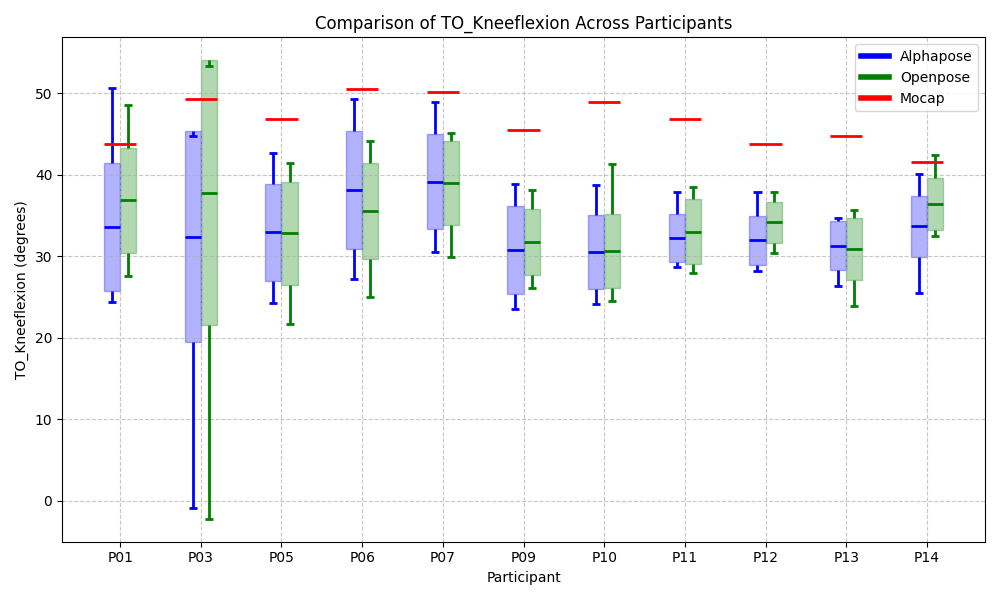 Comparison of TO_Kneeflexion Across Participants
Alphapose
Openpose
Mocap
TO_Kneeflexion (degrees)
50
40
30
20
10
0
P01 P03 P05 P06 P07 P09 P10 P11 P12 P13 P14
Participant